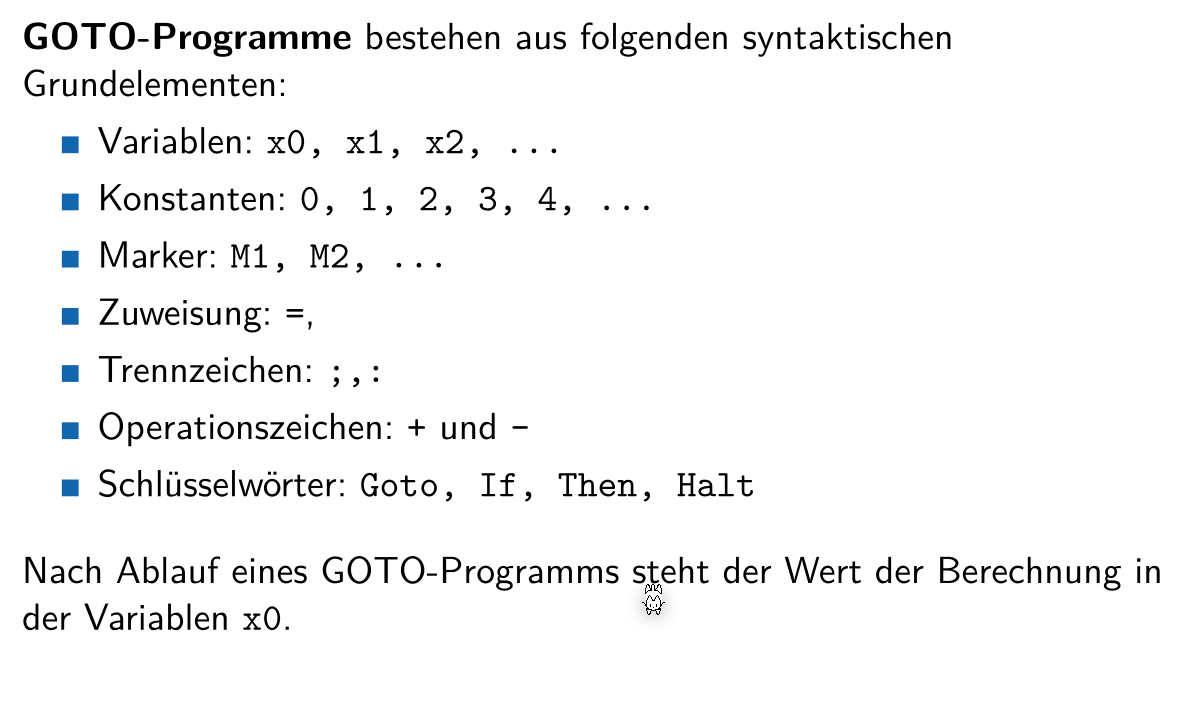 GOTO-Programme bestehen aus folgenden syntaktischen
Grundelementen:
Variablen: x0, x1, x2, ...
Konstanten: 0, 1, 2, 3, 4, ...
Marker: M1, M2, ...
Zuweisung: =,
Trennzeichen: ;,:
Operationszeichen: + und -
Schlüsselwörter: Goto, If, Then, Halt
Nach Ablauf eines GOTO-Programms steht der Wert der Berechnung in
der Variablen x0.